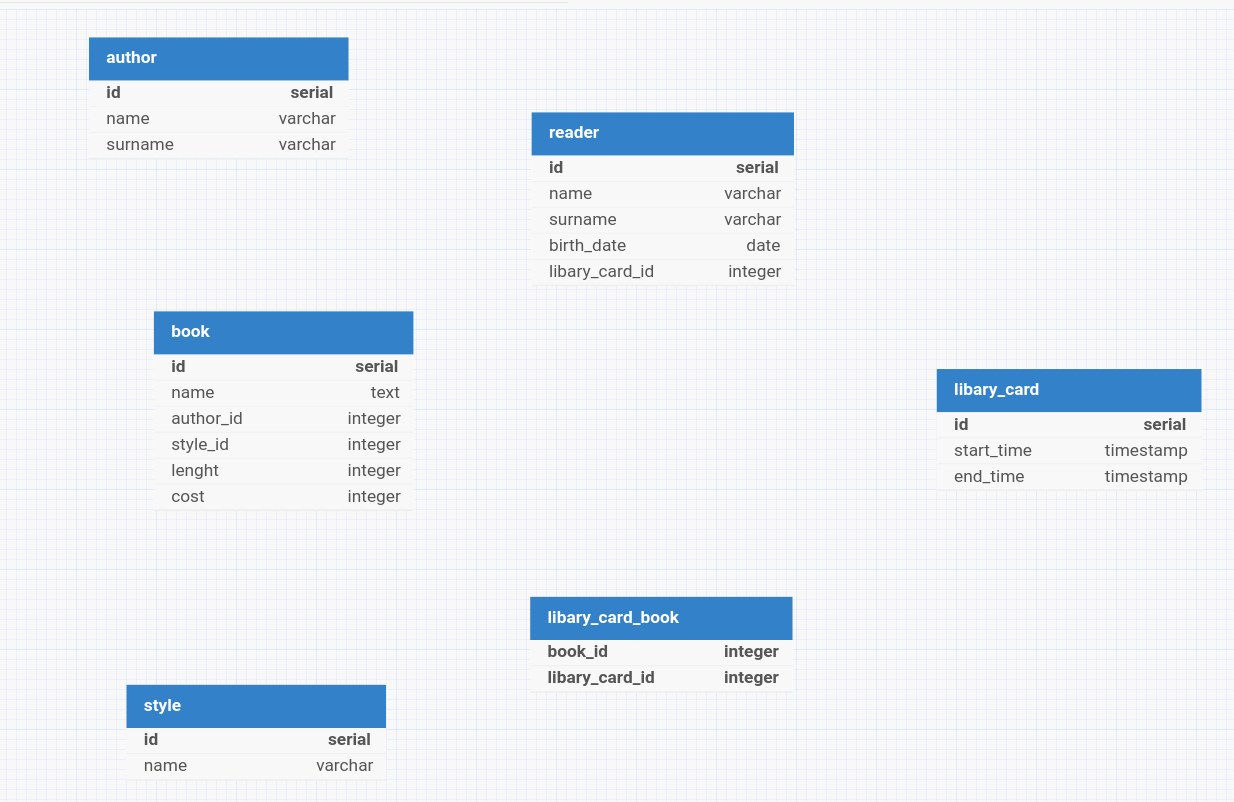 author
id serial
name varchar
surname varchar
reader
id serial
name varchar
surname varchar
birth_date date
libary_card_id integer
book
id serial
name text
author_id integer
style_id integer
lenght integer
cost integer
libary_card
id serial
start_time timestamp
end_time timestamp
libary_card_book
book_id integer
libary_card_id integer
style
id serial
name varchar